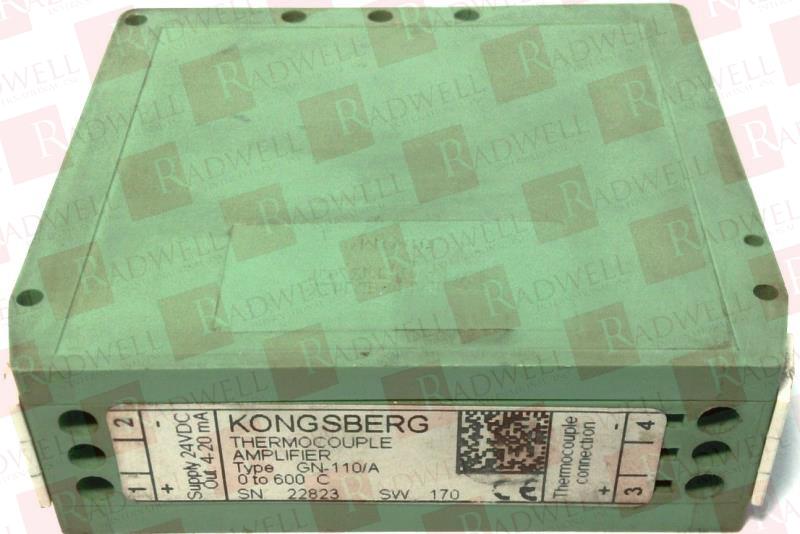 KONGSBERG
THERMOCOUPLE
AMPLIFIER
Type GN-110/A
0 to 600 C
SN 22823 SW 170
CE
1 2
+ -
Supply 24VDC
Out 4-20 mA
Thermocouple
connection
+ -
3 4
RADWELL